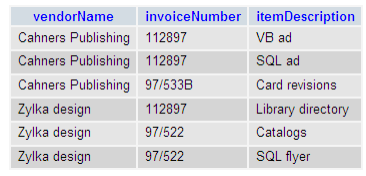 vendorName invoiceNumber itemDescription
Cahners Publishing 112897 VB ad
Cahners Publishing 112897 SQL ad
Cahners Publishing 97/533B Card revisions
Zylka design 112897 Library directory
Zylka design 97/522 Catalogs
Zylka design 97/522 SQL flyer